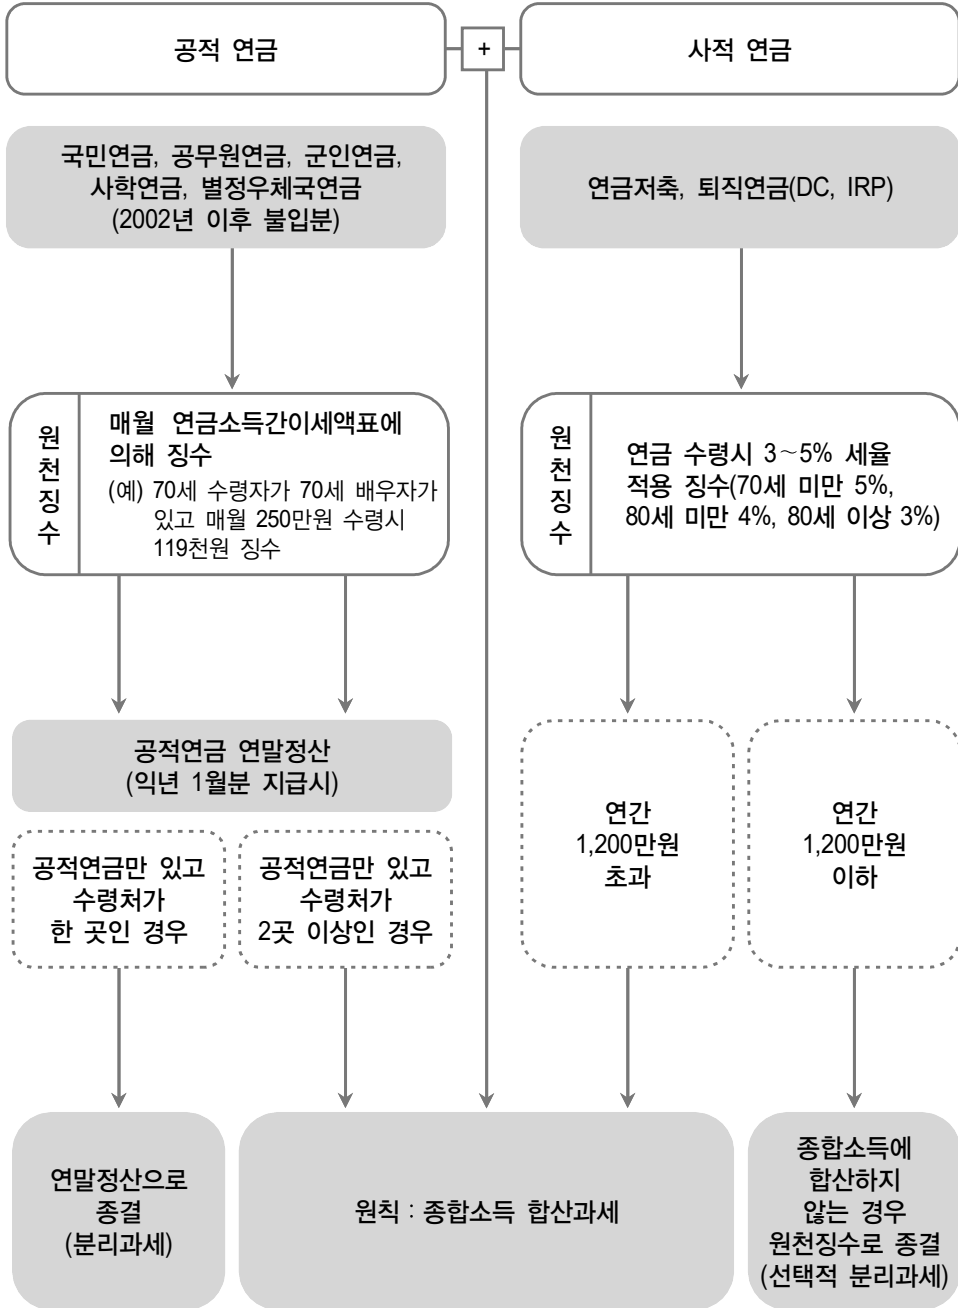 공적 연금
+
사적 연금
국민연금, 공무원연금, 군인연금,
사학연금, 별정우체국연금
(2002년 이후 불입분)
연금저축, 퇴직연금(DC, IRP)
원
천
징
수
매월 연금소득간이세액표에
의해 징수
(예) 70세 수령자가 70세 배우자가
있고 매월 250만원 수령시
119천원 징수
원
천
징
수
연금 수령시 3~5% 세율
적용 징수(70세 미만 5%,
80세 미만 4%, 80세 이상 3%)
공적연금 연말정산
(익년 1월분 지급시)
공적연금만 있고
수령처가
한 곳인 경우
공적연금만 있고
수령처가
2곳 이상인 경우
연간
1,200만원
초과
연간
1,200만원
이하
연말정산으로
종결
(분리과세)
원칙 : 종합소득 합산과세
종합소득에
합산하지
않는 경우
원천징수로 종결
(선택적 분리과세)